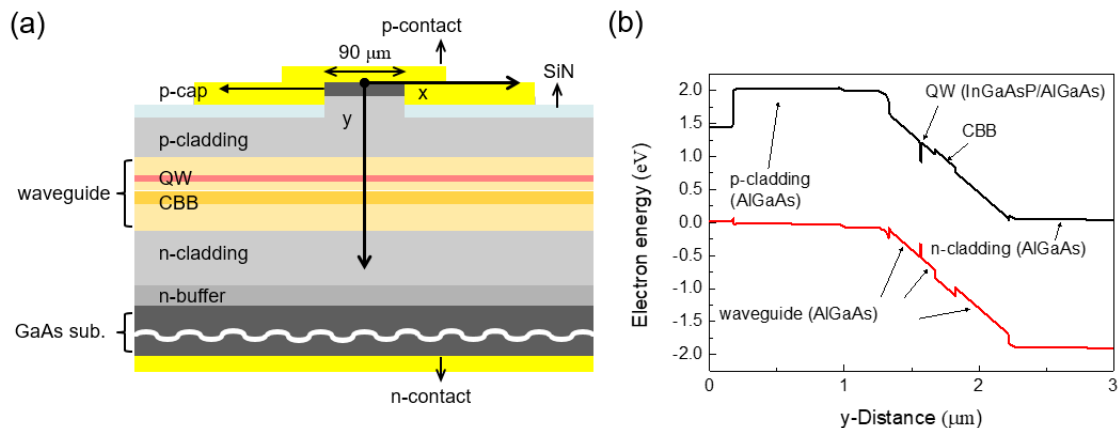 (a)
p-contact
90 μm
SiN
p-cap
x
y
p-cladding
waveguide
QW
CBB
n-cladding
n-buffer
GaAs sub.
n-contact
(b)
Electron energy (eV)
2.0
1.5
1.0
0.5
0.0
-0.5
-1.0
-1.5
-2.0
QW (InGaAsP/AlGaAs)
CBB
p-cladding
(AlGaAs)
n-cladding (AlGaAs)
waveguide (AlGaAs)
0
1
2
3
y-Distance (μm)